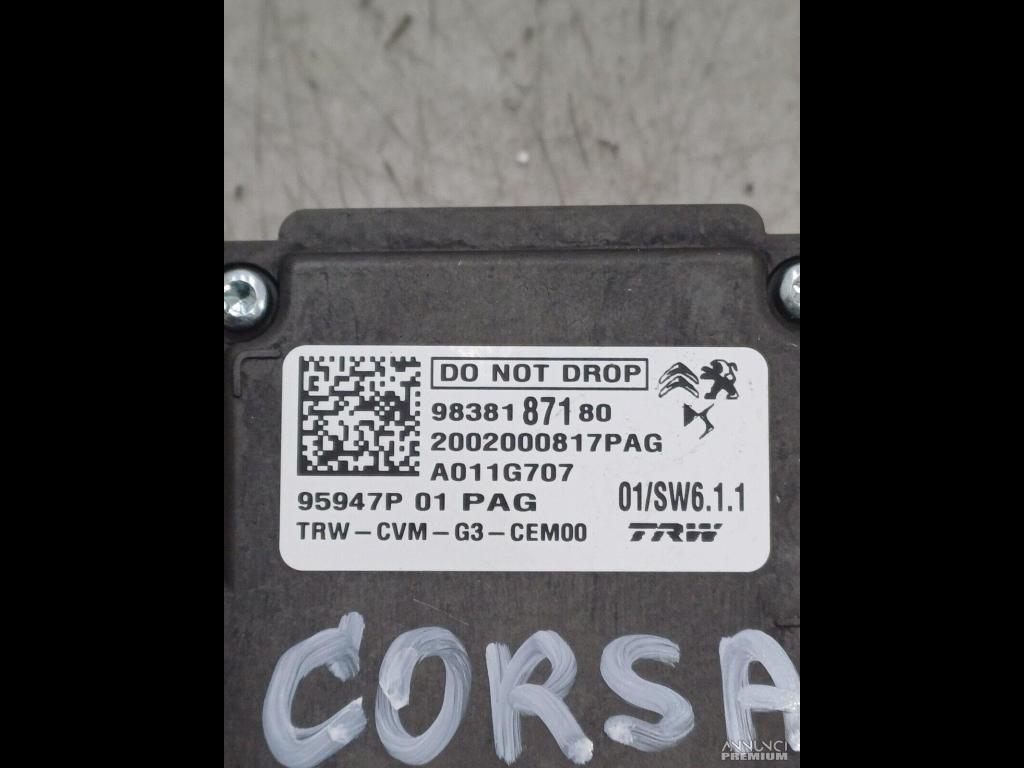 DO NOT DROP
98381 871 80
2002000817PAG
A011G707
95947P 01 PAG
01/SW6.1.1
TRW-CVM-G3-CEM00
TRW
CORSA
ANNUNCI
PREMIUM